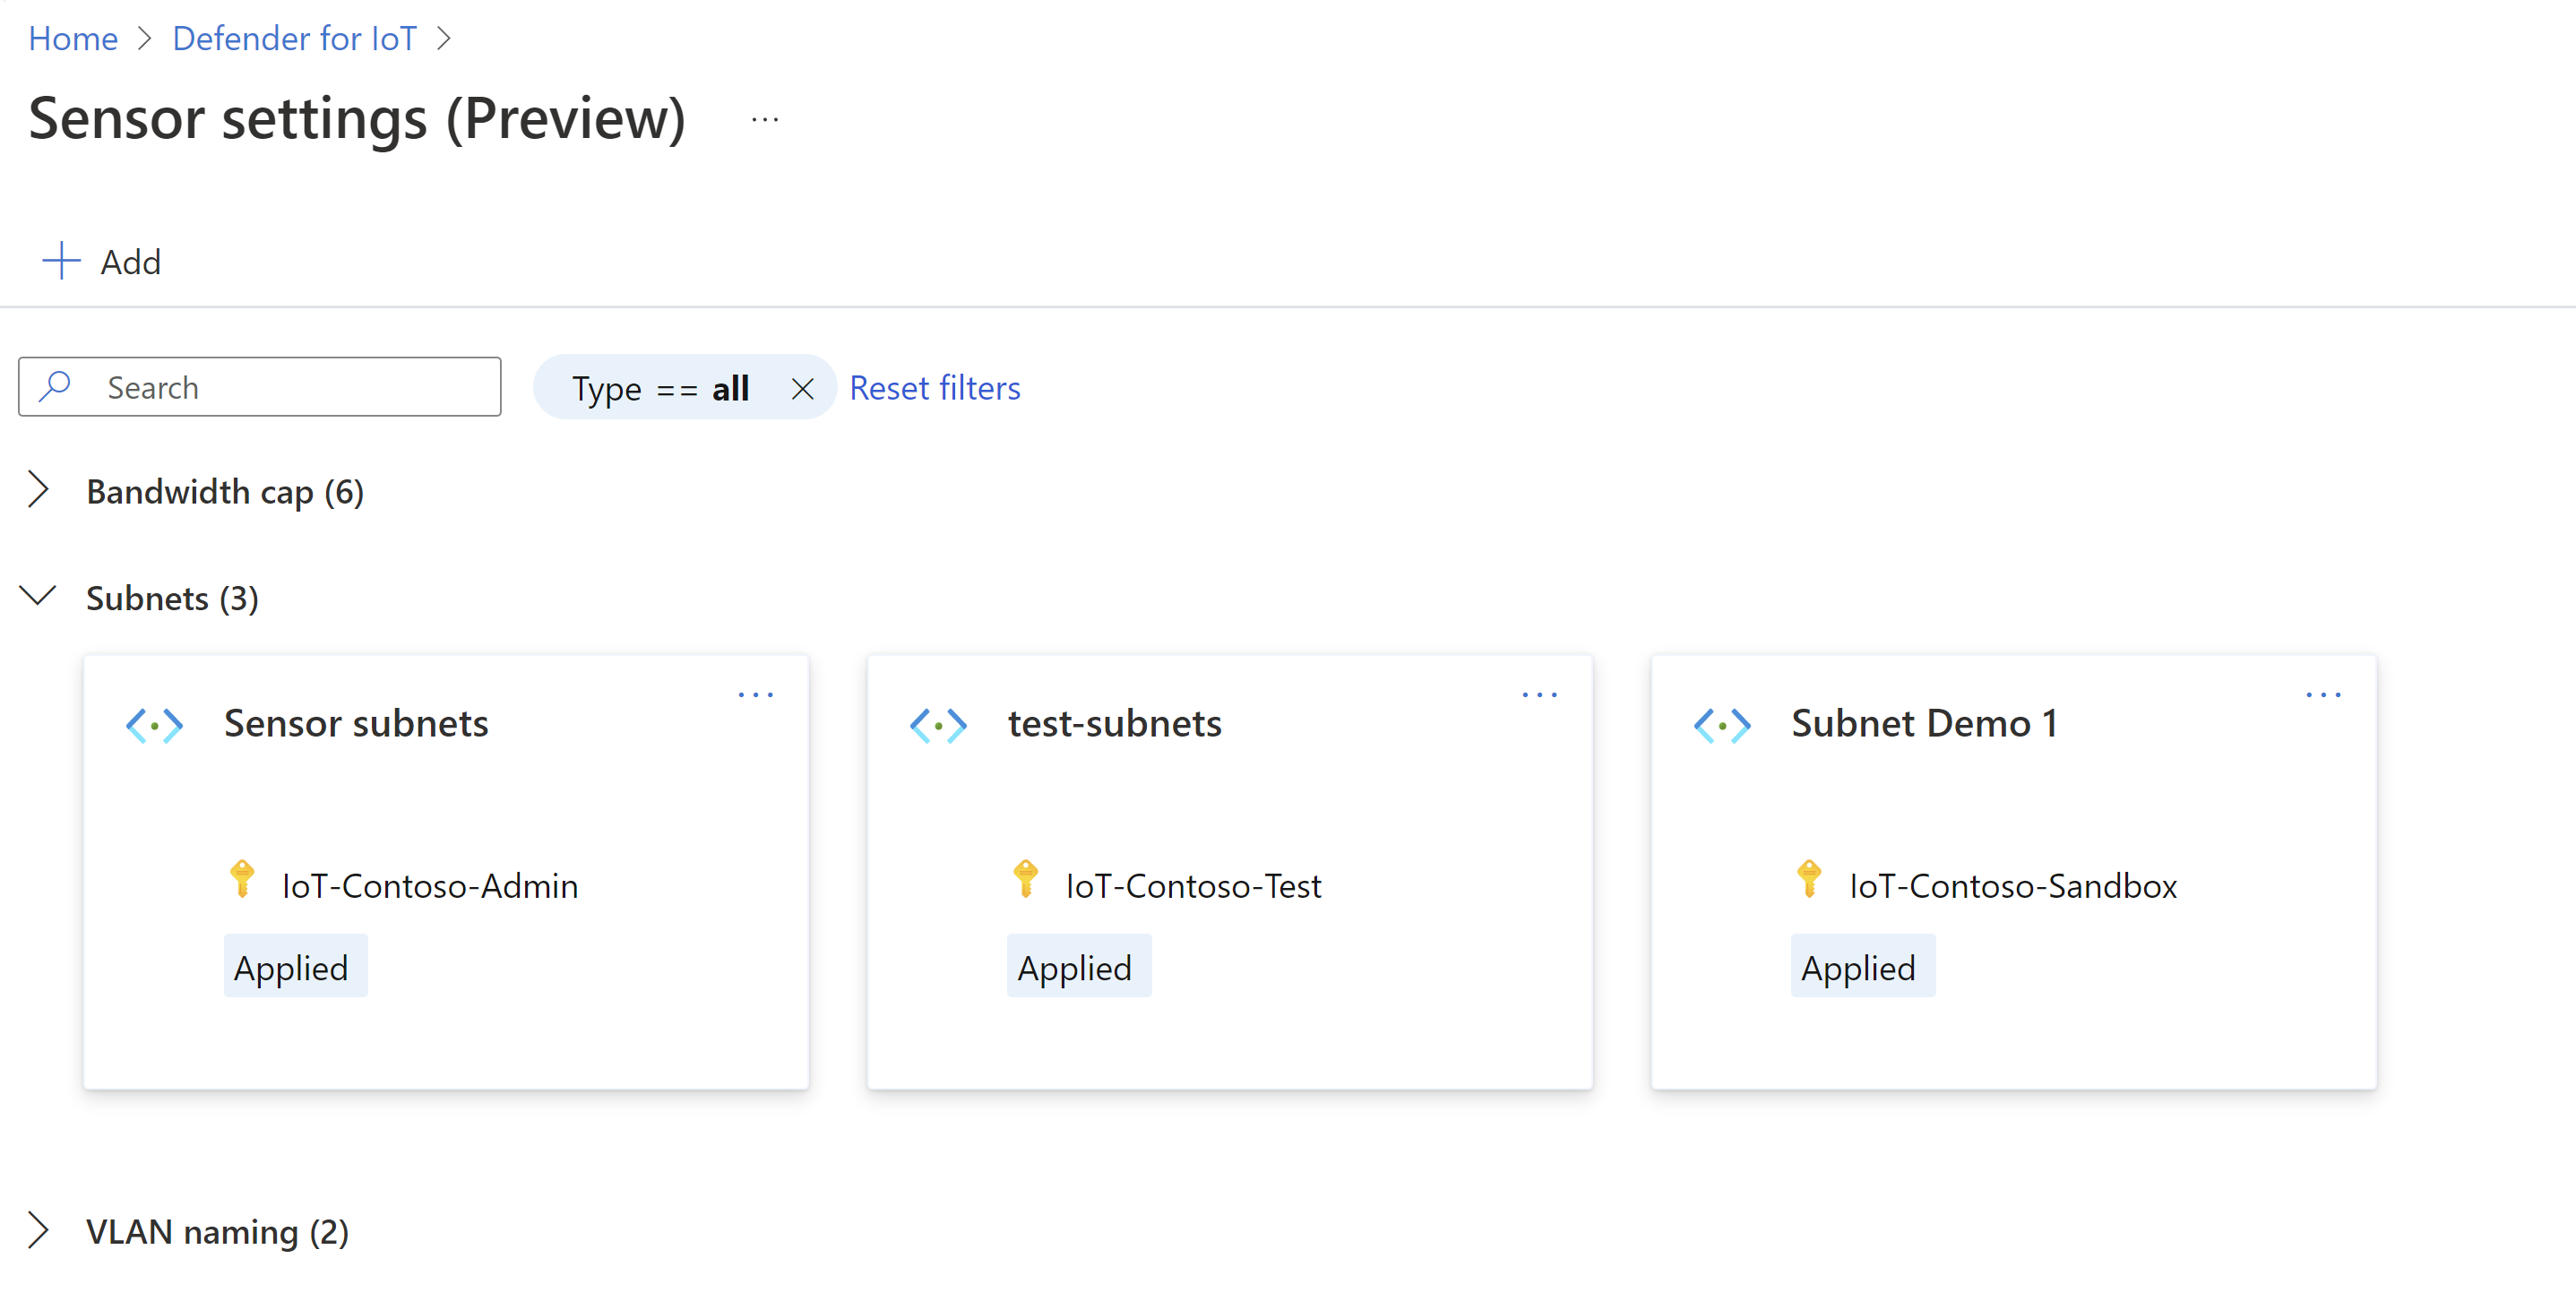 Home > Defender for IoT >
Sensor settings (Preview) ...
Add
Search Type == all Reset filters
Bandwidth cap (6)
Subnets (3)
Sensor subnets
IoT-Contoso-Admin
Applied
test-subnets
IoT-Contoso-Test
Applied
Subnet Demo 1
IoT-Contoso-Sandbox
Applied
VLAN naming (2)